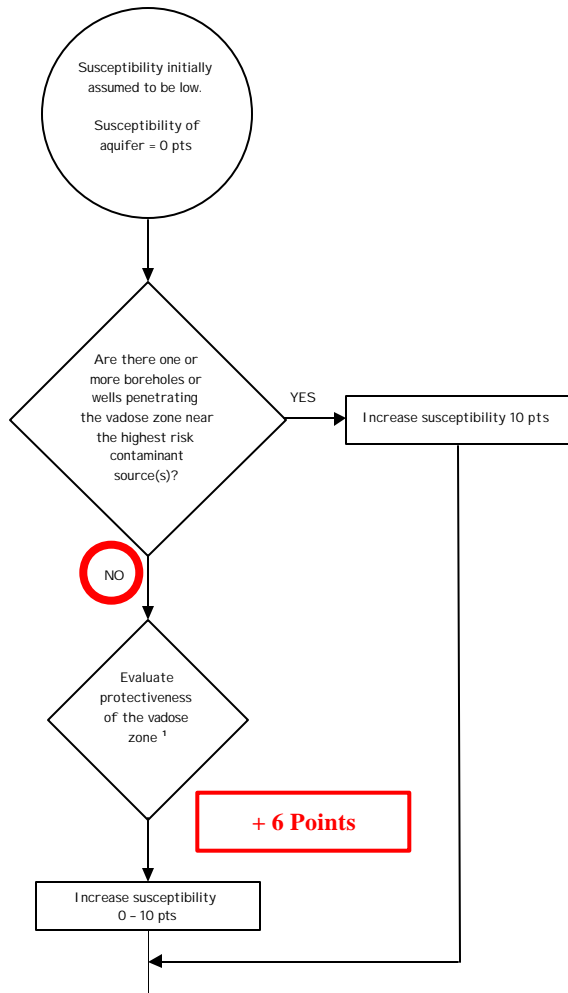 Susceptibility initially
assumed to be low.
Susceptibility of
aquifer = 0 pts
Are there one or
more boreholes or
wells penetrating
the vadose zone near
the highest risk
contaminant
source(s)?
YES
Increase susceptibility 10 pts
NO
Evaluate
protectiveness
of the vadose
zone ¹
+ 6 Points
Increase susceptibility
0 – 10 pts